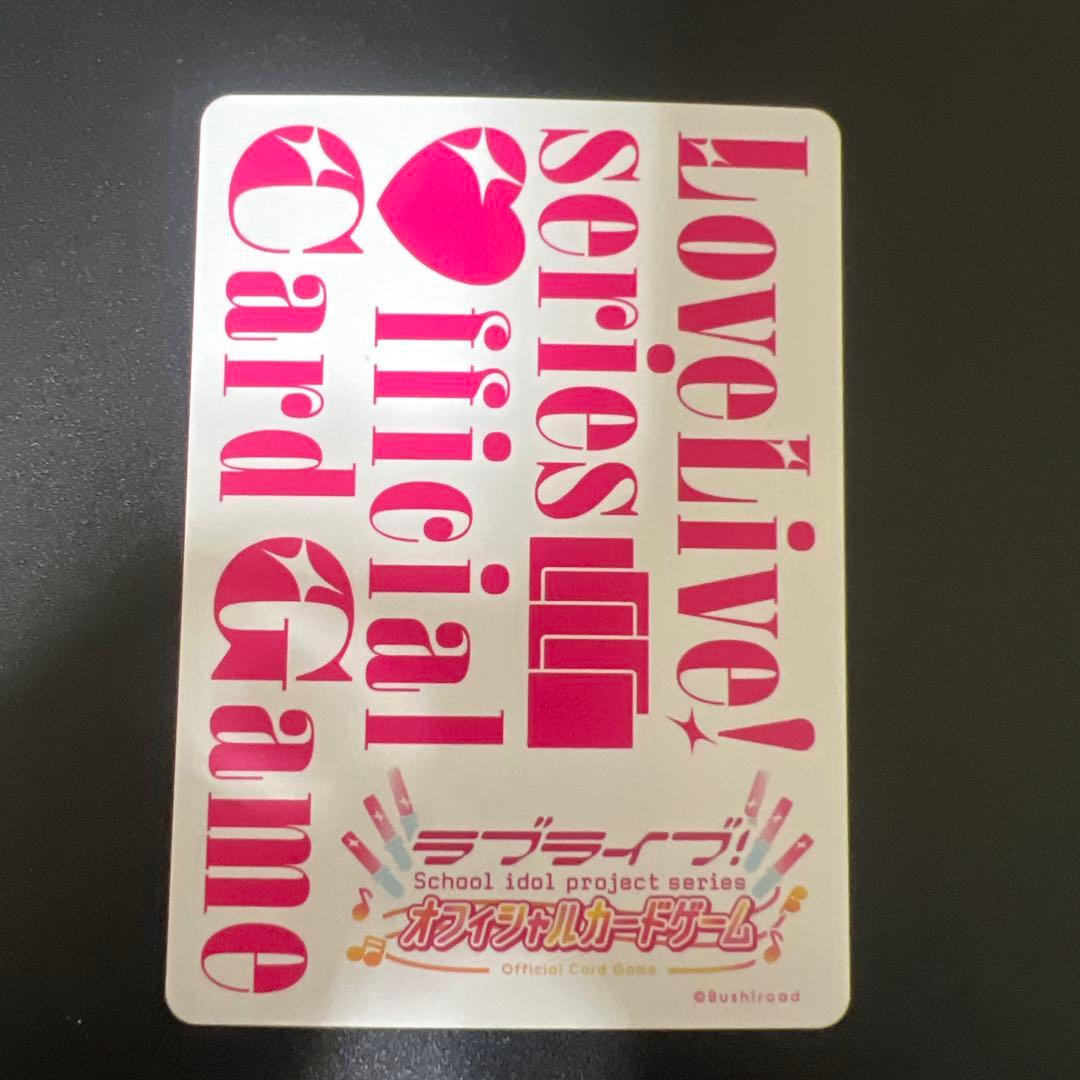 LoveLive!
series
♥fficial
Card Game
ラブライブ!
School idol project series
オフィシャルカードゲーム
Official Card Game
©Bushiroad